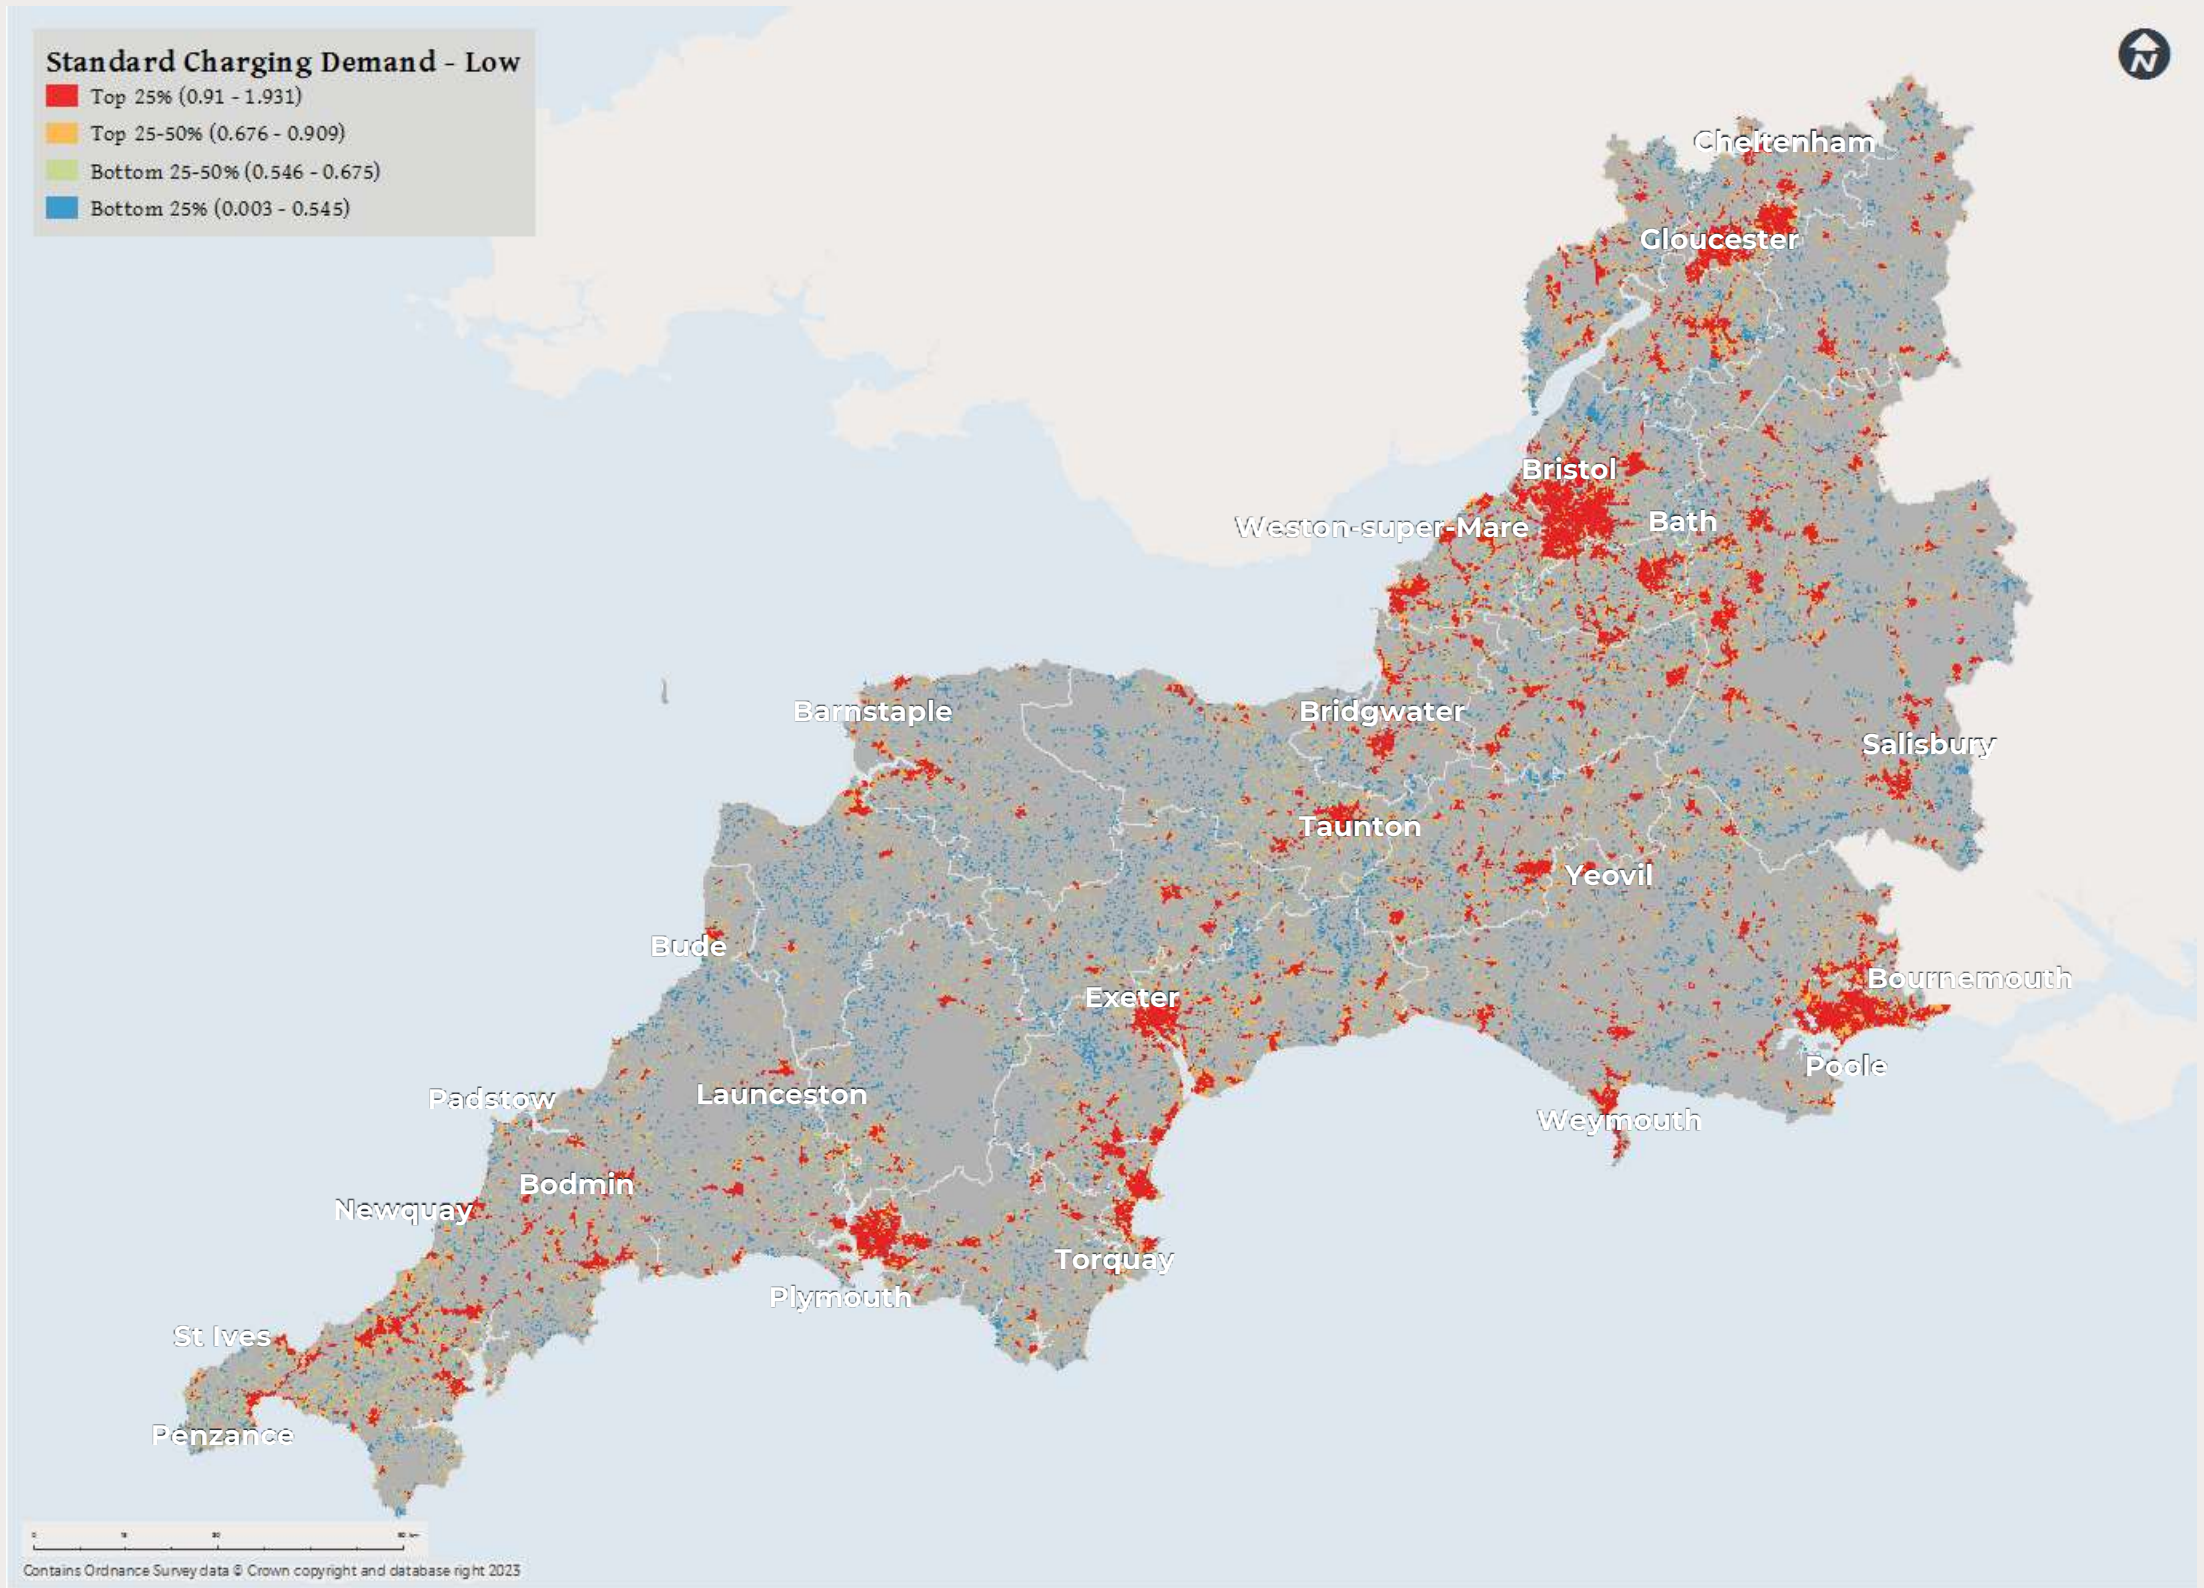 Standard Charging Demand - Low
Top 25% (0.91 - 1.931)
Top 25-50% (0.676 - 0.909)
Bottom 25-50% (0.546 - 0.675)
Bottom 25% (0.003 - 0.545)
N
Cheltenham
Gloucester
Bristol
Weston-super-Mare
Bath
Barnstaple
Bridgwater
Salisbury
Taunton
Yeovil
Bude
Exeter
Bournemouth
Poole
Launceston
Padstow
Weymouth
Bodmin
Newquay
Torquay
Plymouth
St Ives
Penzance
Contains Ordnance Survey data © Crown copyright and database right 2023